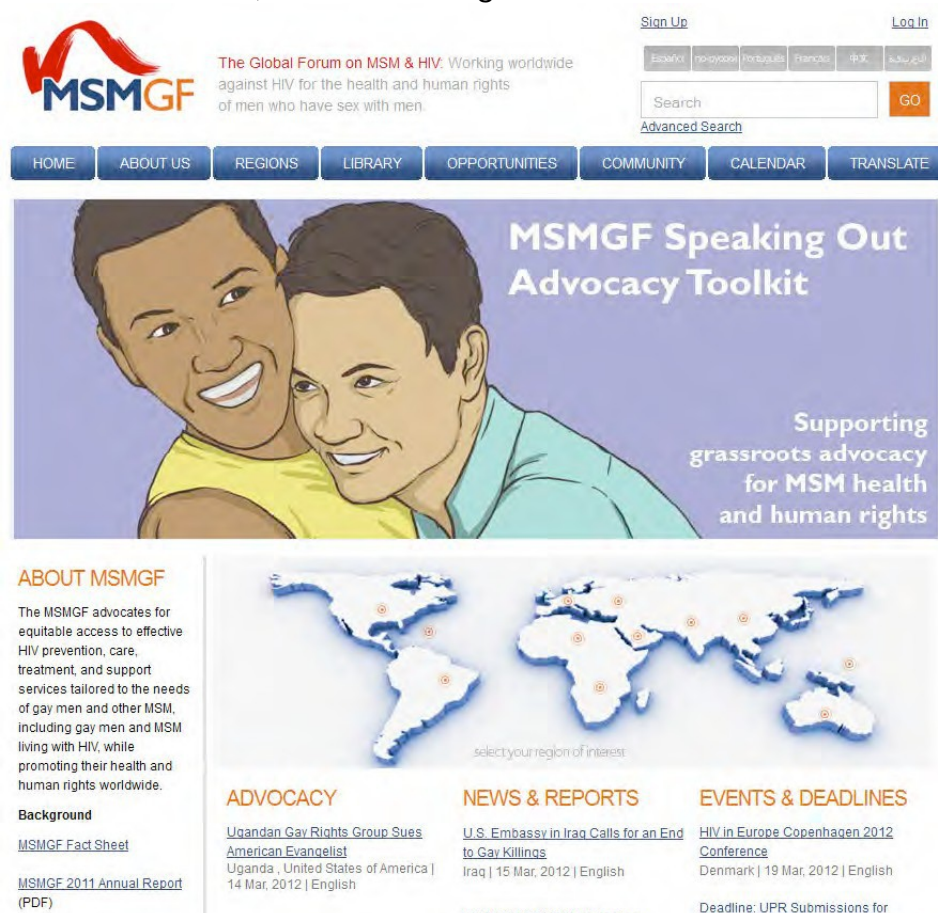 Sign Up
Log In
MSMGF
The Global Forum on MSM & HIV: Working worldwide
against HIV for the health and human rights
of men who have sex with men.
Español Português Français 中文
Search
GO
Advanced Search
HOME ABOUT US REGIONS LIBRARY OPPORTUNITIES COMMUNITY CALENDAR TRANSLATE
MSMGF Speaking Out
Advocacy Toolkit
Supporting
grassroots advocacy
for MSM health
and human rights
ABOUT MSMGF
The MSMGF advocates for
equitable access to effective
HIV prevention, care,
treatment, and support
services tailored to the needs
of gay men and other MSM,
including gay men and MSM
living with HIV, while
promoting their health and
human rights worldwide.
Background
MSMGF Fact Sheet
MSMGF 2011 Annual Report
(PDF)
select your region of interest
ADVOCACY
Ugandan Gay Rights Group Sues
American Evangelist
Uganda , United States of America |
14 Mar, 2012 | English
NEWS & REPORTS
U.S. Embassy in Iraq Calls for an End
to Gay Killings
Iraq | 15 Mar, 2012 | English
EVENTS & DEADLINES
HIV in Europe Copenhagen 2012
Conference
Denmark | 19 Mar, 2012 | English
Deadline: UPR Submissions for